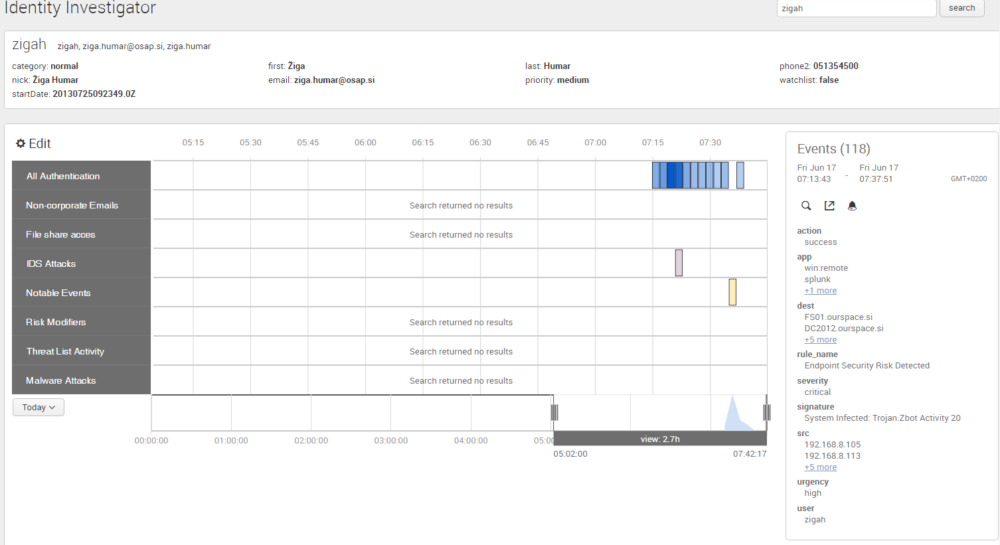 Identity Investigator
zigah
search
zigah zigah, ziga.humar@osap.si, ziga.humar
category: normal
first: Žiga
last: Humar
phone2: 051354500
nick: Žiga Humar
email: ziga.humar@osap.si
priority: medium
watchlist: false
startDate: 20130725092349.0Z
Edit
05:15 05:30 05:45 06:00 06:15 06:30 06:45 07:00 07:15 07:30
All Authentication
Non-corporate Emails
Search returned no results
File share acces
Search returned no results
IDS Attacks
Notable Events
Risk Modifiers
Search returned no results
Threat List Activity
Search returned no results
Malware Attacks
Search returned no results
Today
00:00:00 01:00:00 02:00:00 03:00:00 04:00:00 05:00
view: 2.7h
05:02:00
07:42:17
Events (118)
Fri Jun 17
07:13:43
-
Fri Jun 17
07:37:51
GMT+0200
action
success
app
win:remote
splunk
+1 more
dest
FS01.ourspace.si
DC2012.ourspace.si
+5 more
rule_name
Endpoint Security Risk Detected
severity
critical
signature
System Infected: Trojan.Zbot Activity 20
src
192.168.8.105
192.168.8.113
+5 more
urgency
high
user
zigah